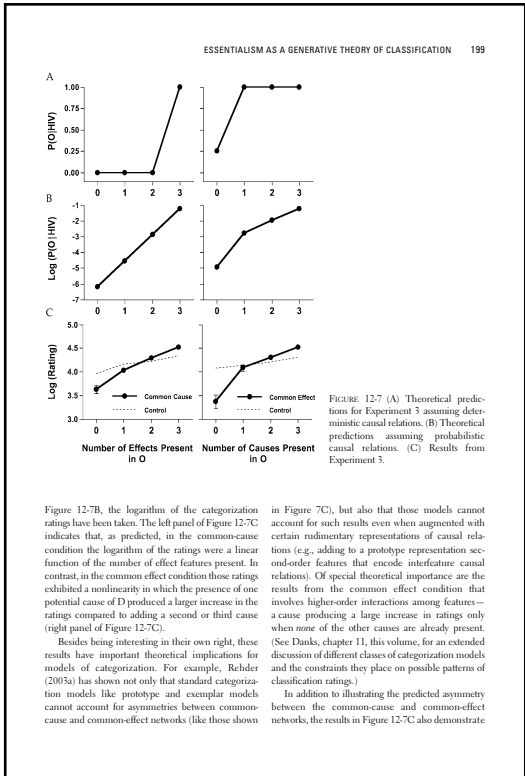 ESSENTIALISM AS A GENERATIVE THEORY OF CLASSIFICATION 199
A
P(O|HIV)
1.00
0.75
0.50
0.25
0.00
0 1 2 3 0 1 2 3
B
Log (P(O|HIV)
-1
-2
-3
-4
-5
-6
-7
0 1 2 3 0 1 2 3
C
Log (Rating)
5.0
4.5
4.0
3.5
3.0
Common Cause
Control
Common Effect
Control
0 1 2 3 0 1 2 3
Number of Effects Present
in O
Number of Causes Present
in O
FIGURE 12-7 (A) Theoretical predic-
tions for Experiment 3 assuming deter-
ministic causal relations. (B) Theoretical
predictions assuming probabilistic
causal relations. (C) Results from
Experiment 3.
Figure 12-7B, the logarithm of the categorization
ratings have been taken. The left panel of Figure 12-7C
indicates that, as predicted, in the common-cause
condition the logarithm of the ratings were a linear
function of the number of effect features present. In
contrast, in the common effect condition those ratings
exhibited a nonlinearity in which the presence of one
potential cause of D produced a larger increase in the
ratings compared to adding a second or third cause
(right panel of Figure 12-7C).
Besides being interesting in their own right, these
results have important theoretical implications for
models of categorization. For example, Rehder
(2003a) has shown not only that standard categoriza-
tion models like prototype and exemplar models
cannot account for asymmetries between common-
cause and common-effect networks (like those shown
in Figure 7C), but also that those models cannot
account for such results even when augmented with
certain rudimentary representations of causal rela-
tions (e.g., adding to a prototype representation sec-
ond-order features that encode interfeature causal
relations). Of special theoretical importance are the
results from the common effect condition that
involves higher-order interactions among features—
a cause producing a large increase in ratings only
when none of the other causes are already present.
(See Danks, chapter 11, this volume, for an extended
discussion of different classes of categorization models
and the constraints they place on possible patterns of
classification ratings.)
In addition to illustrating the predicted asymmetry
between the common-cause and common-effect
networks, the results in Figure 12-7C also demonstrate